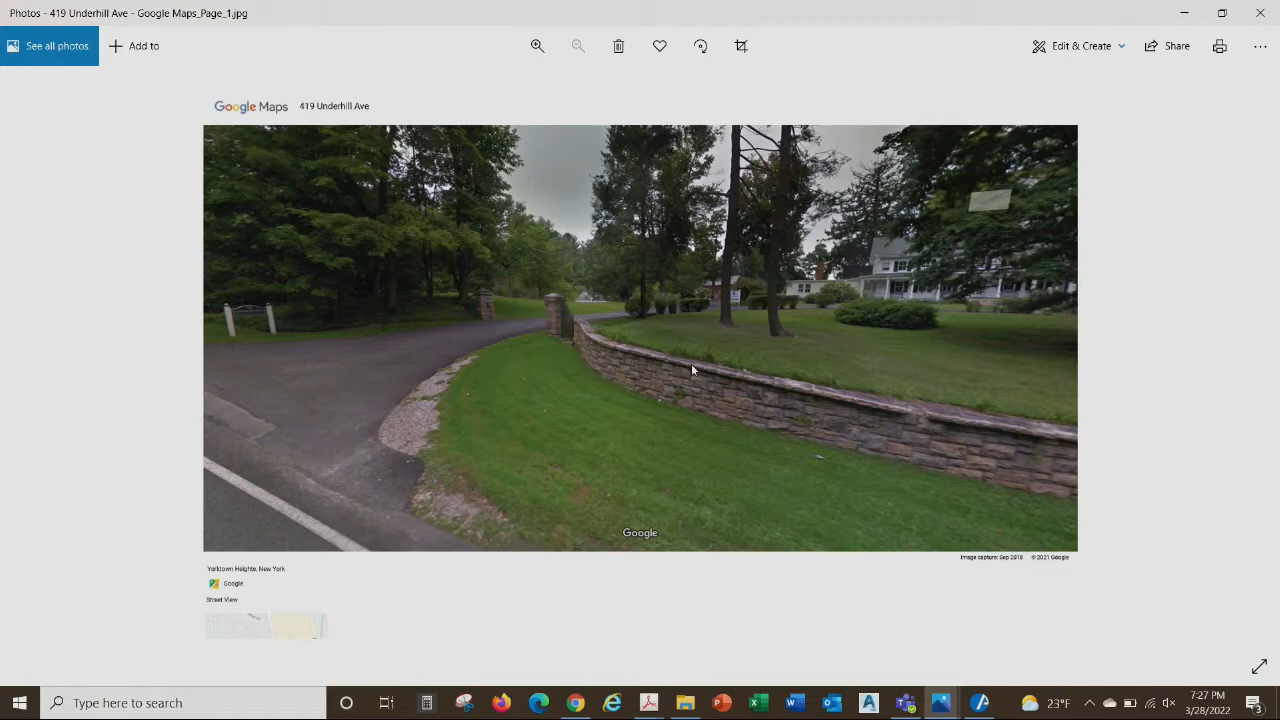 Photos - 419 Underhill Ave - Google Maps_Page_1.jpg
See all photos
Add to
Edit & Create
Share
Google Maps 419 Underhill Ave
Google
Image capture: Sep 2018 © 2021 Google
Yorktown Heights, New York
Google
Street View
Type here to search
23°F
7:27 PM
3/28/2022
3